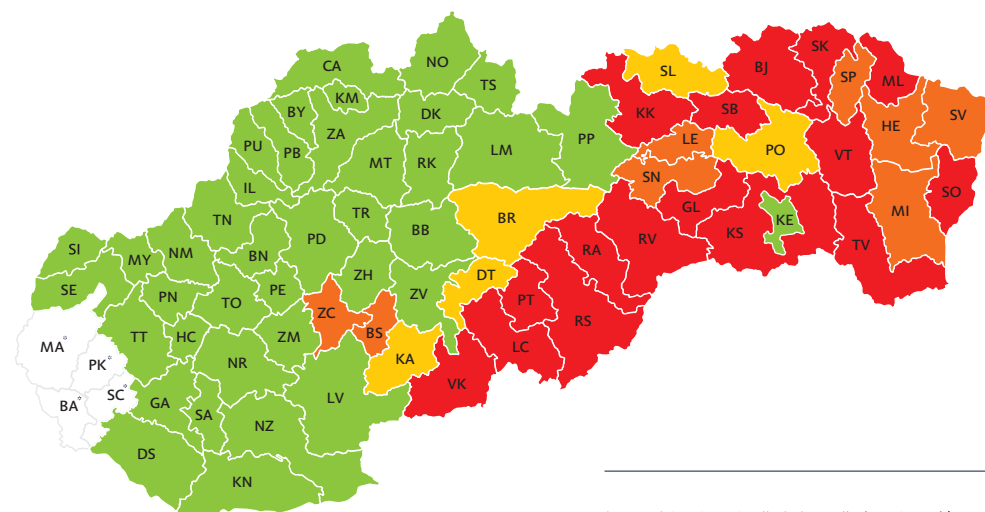 CA
NO
TS
KM
BY
ZA
DK
PU
PB
MT
RK
LM
PP
IL
TN
TR
BB
BR
SI
MY
NM
BN
PD
SE
PN
TO
PE
ZH
ZV
DT
MA*
PK*
TT
HC
ZM
ZC
BS
KA
BA*
SC*
NR
LV
GA
SA
NZ
DS
KN
SL
BJ
SK
SP
ML
KK
SB
HE
SV
LE
PO
VT
SN
GL
KE
MI
SO
RA
RV
KS
TV
PT
RS
LC
VK